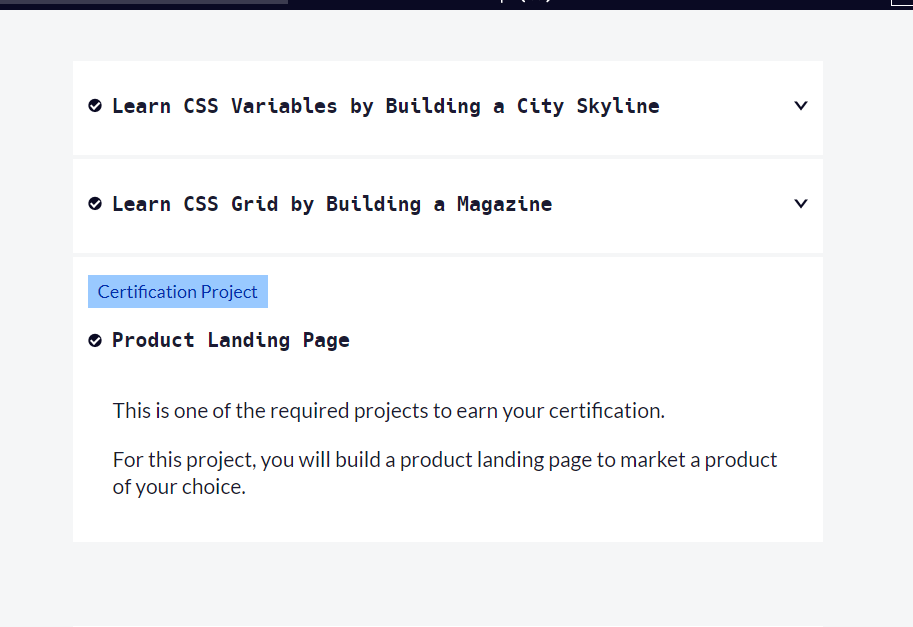 Learn CSS Variables by Building a City Skyline
Learn CSS Grid by Building a Magazine
Certification Project
Product Landing Page
This is one of the required projects to earn your certification.
For this project, you will build a product landing page to market a product
of your choice.